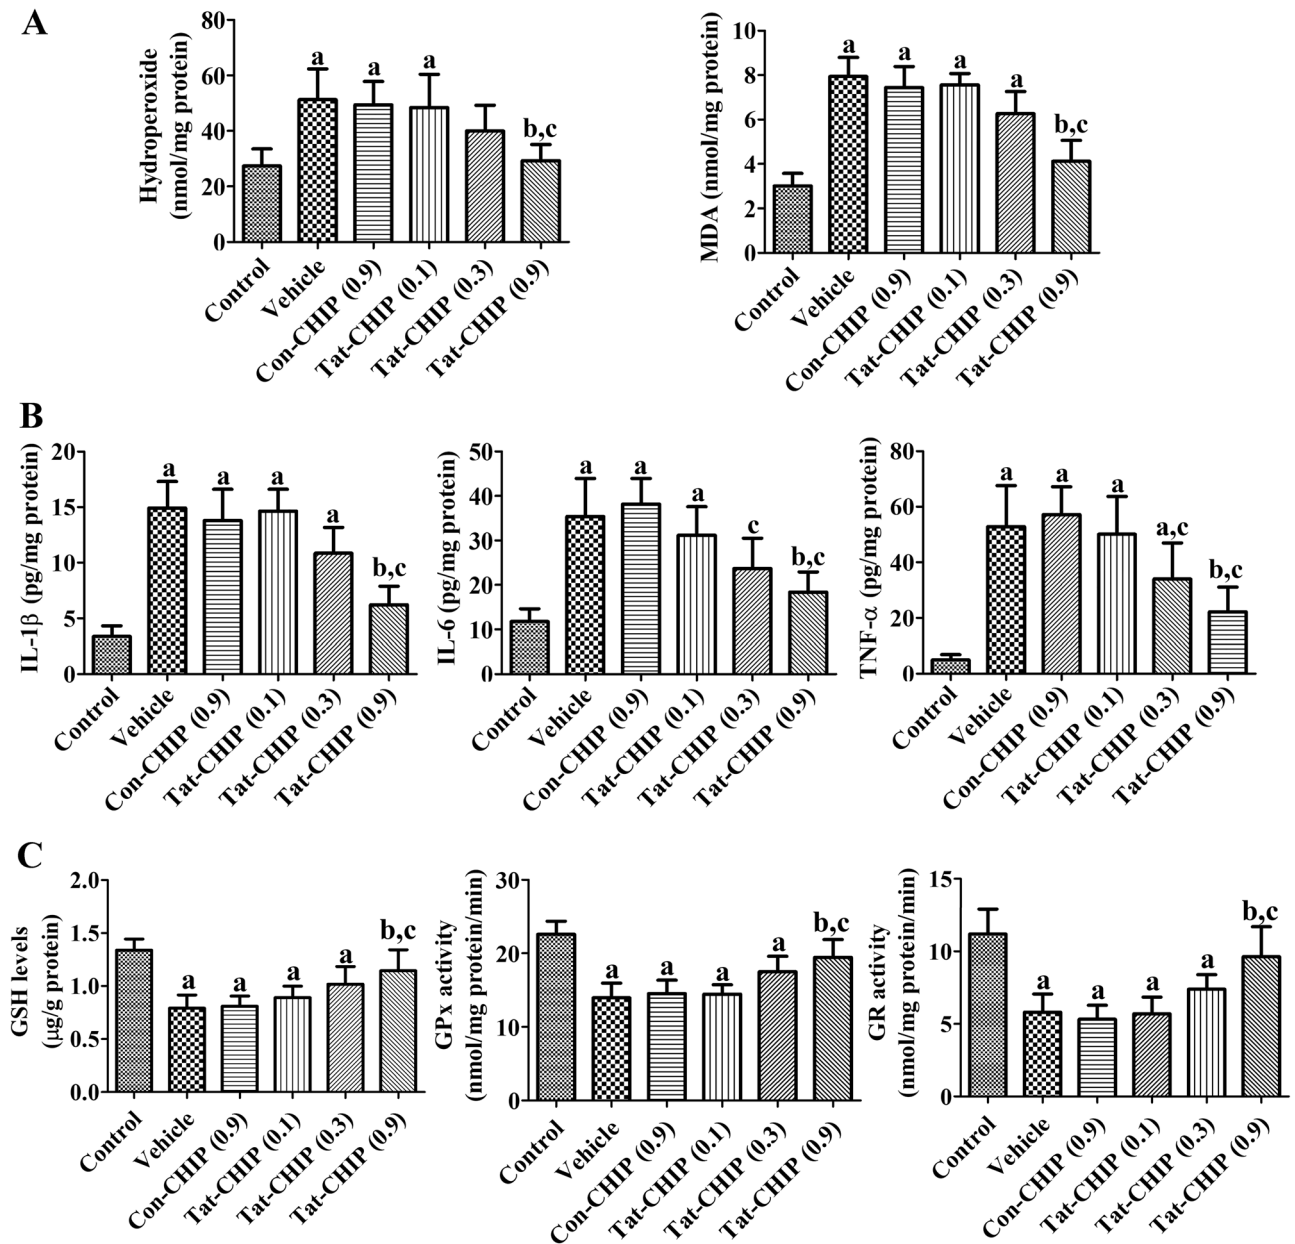 A
Hydroperoxide
(nmol/mg protein)
80
60
40
20
0
a
a
a
b,c
Control
Vehicle
Con-CHIP (0.9)
Tat-CHIP (0.1)
Tat-CHIP (0.3)
Tat-CHIP (0.9)
MDA (nmol/mg protein)
10
8
6
4
2
0
a
a
a
a
b,c
Control
Vehicle
Con-CHIP (0.9)
Tat-CHIP (0.1)
Tat-CHIP (0.3)
Tat-CHIP (0.9)
B
IL-1β (pg/mg protein)
20
15
10
5
0
a
a
a
a
b,c
Control
Vehicle
Con-CHIP (0.9)
Tat-CHIP (0.1)
Tat-CHIP (0.3)
Tat-CHIP (0.9)
IL-6 (pg/mg protein)
50
40
30
20
10
0
a
a
a
c
b,c
Control
Vehicle
Con-CHIP (0.9)
Tat-CHIP (0.1)
Tat-CHIP (0.3)
Tat-CHIP (0.9)
TNF-α (pg/mg protein)
80
60
40
20
0
a
a
a
a,c
b,c
Control
Vehicle
Con-CHIP (0.9)
Tat-CHIP (0.1)
Tat-CHIP (0.3)
Tat-CHIP (0.9)
C
GSH levels
(μg/g protein)
2.0
1.5
1.0
0.5
0.0
a
a
a
a
b,c
Control
Vehicle
Con-CHIP (0.9)
Tat-CHIP (0.1)
Tat-CHIP (0.3)
Tat-CHIP (0.9)
GPx activity
(nmol/mg protein/min)
30
20
10
0
a
a
a
a
b,c
Control
Vehicle
Con-CHIP (0.9)
Tat-CHIP (0.1)
Tat-CHIP (0.3)
Tat-CHIP (0.9)
GR activity
(nmol/mg protein/min)
15
10
5
0
a
a
a
a
b,c
Control
Vehicle
Con-CHIP (0.9)
Tat-CHIP (0.1)
Tat-CHIP (0.3)
Tat-CHIP (0.9)